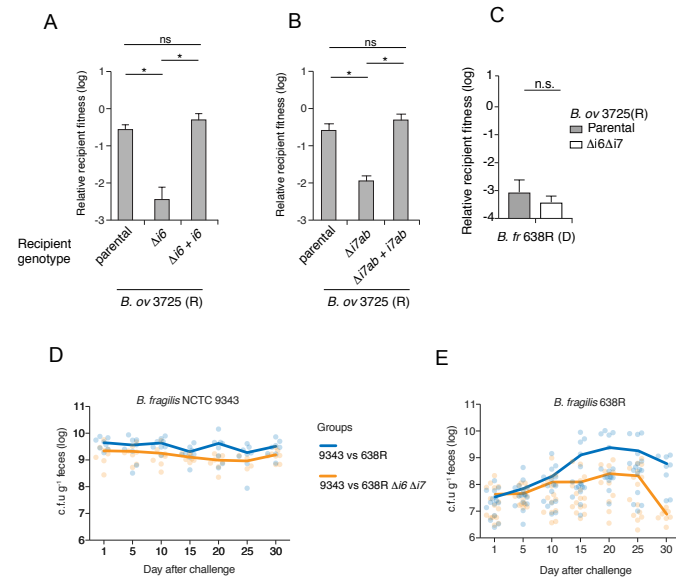 A
ns
*
*
Relative recipient fitness (log)
1
0
-1
-2
-3
Recipient
genotype
parental
Δi6
Δi6 + i6
B. ov 3725 (R)
B
ns
*
*
Relative recipient fitness (log)
1
0
-1
-2
-3
parental
Δi7ab
Δi7ab + i7ab
B. ov 3725 (R)
C
n.s.
Relative recipient fitness (log)
1
0
-1
-2
-3
-4
B. fr 638R (D)
B. ov 3725(R)
Parental
Δi6Δi7
D
B. fragilis NCTC 9343
c.f.u g⁻¹ feces (log)
11
10
9
8
7
6
1 5 10 15 20 25 30
Day after challenge
Groups
9343 vs 638R
9343 vs 638R Δi6 Δi7
E
B. fragilis 638R
c.f.u g⁻¹ feces (log)
11
10
9
8
7
6
1 5 10 15 20 25 30
Day after challenge